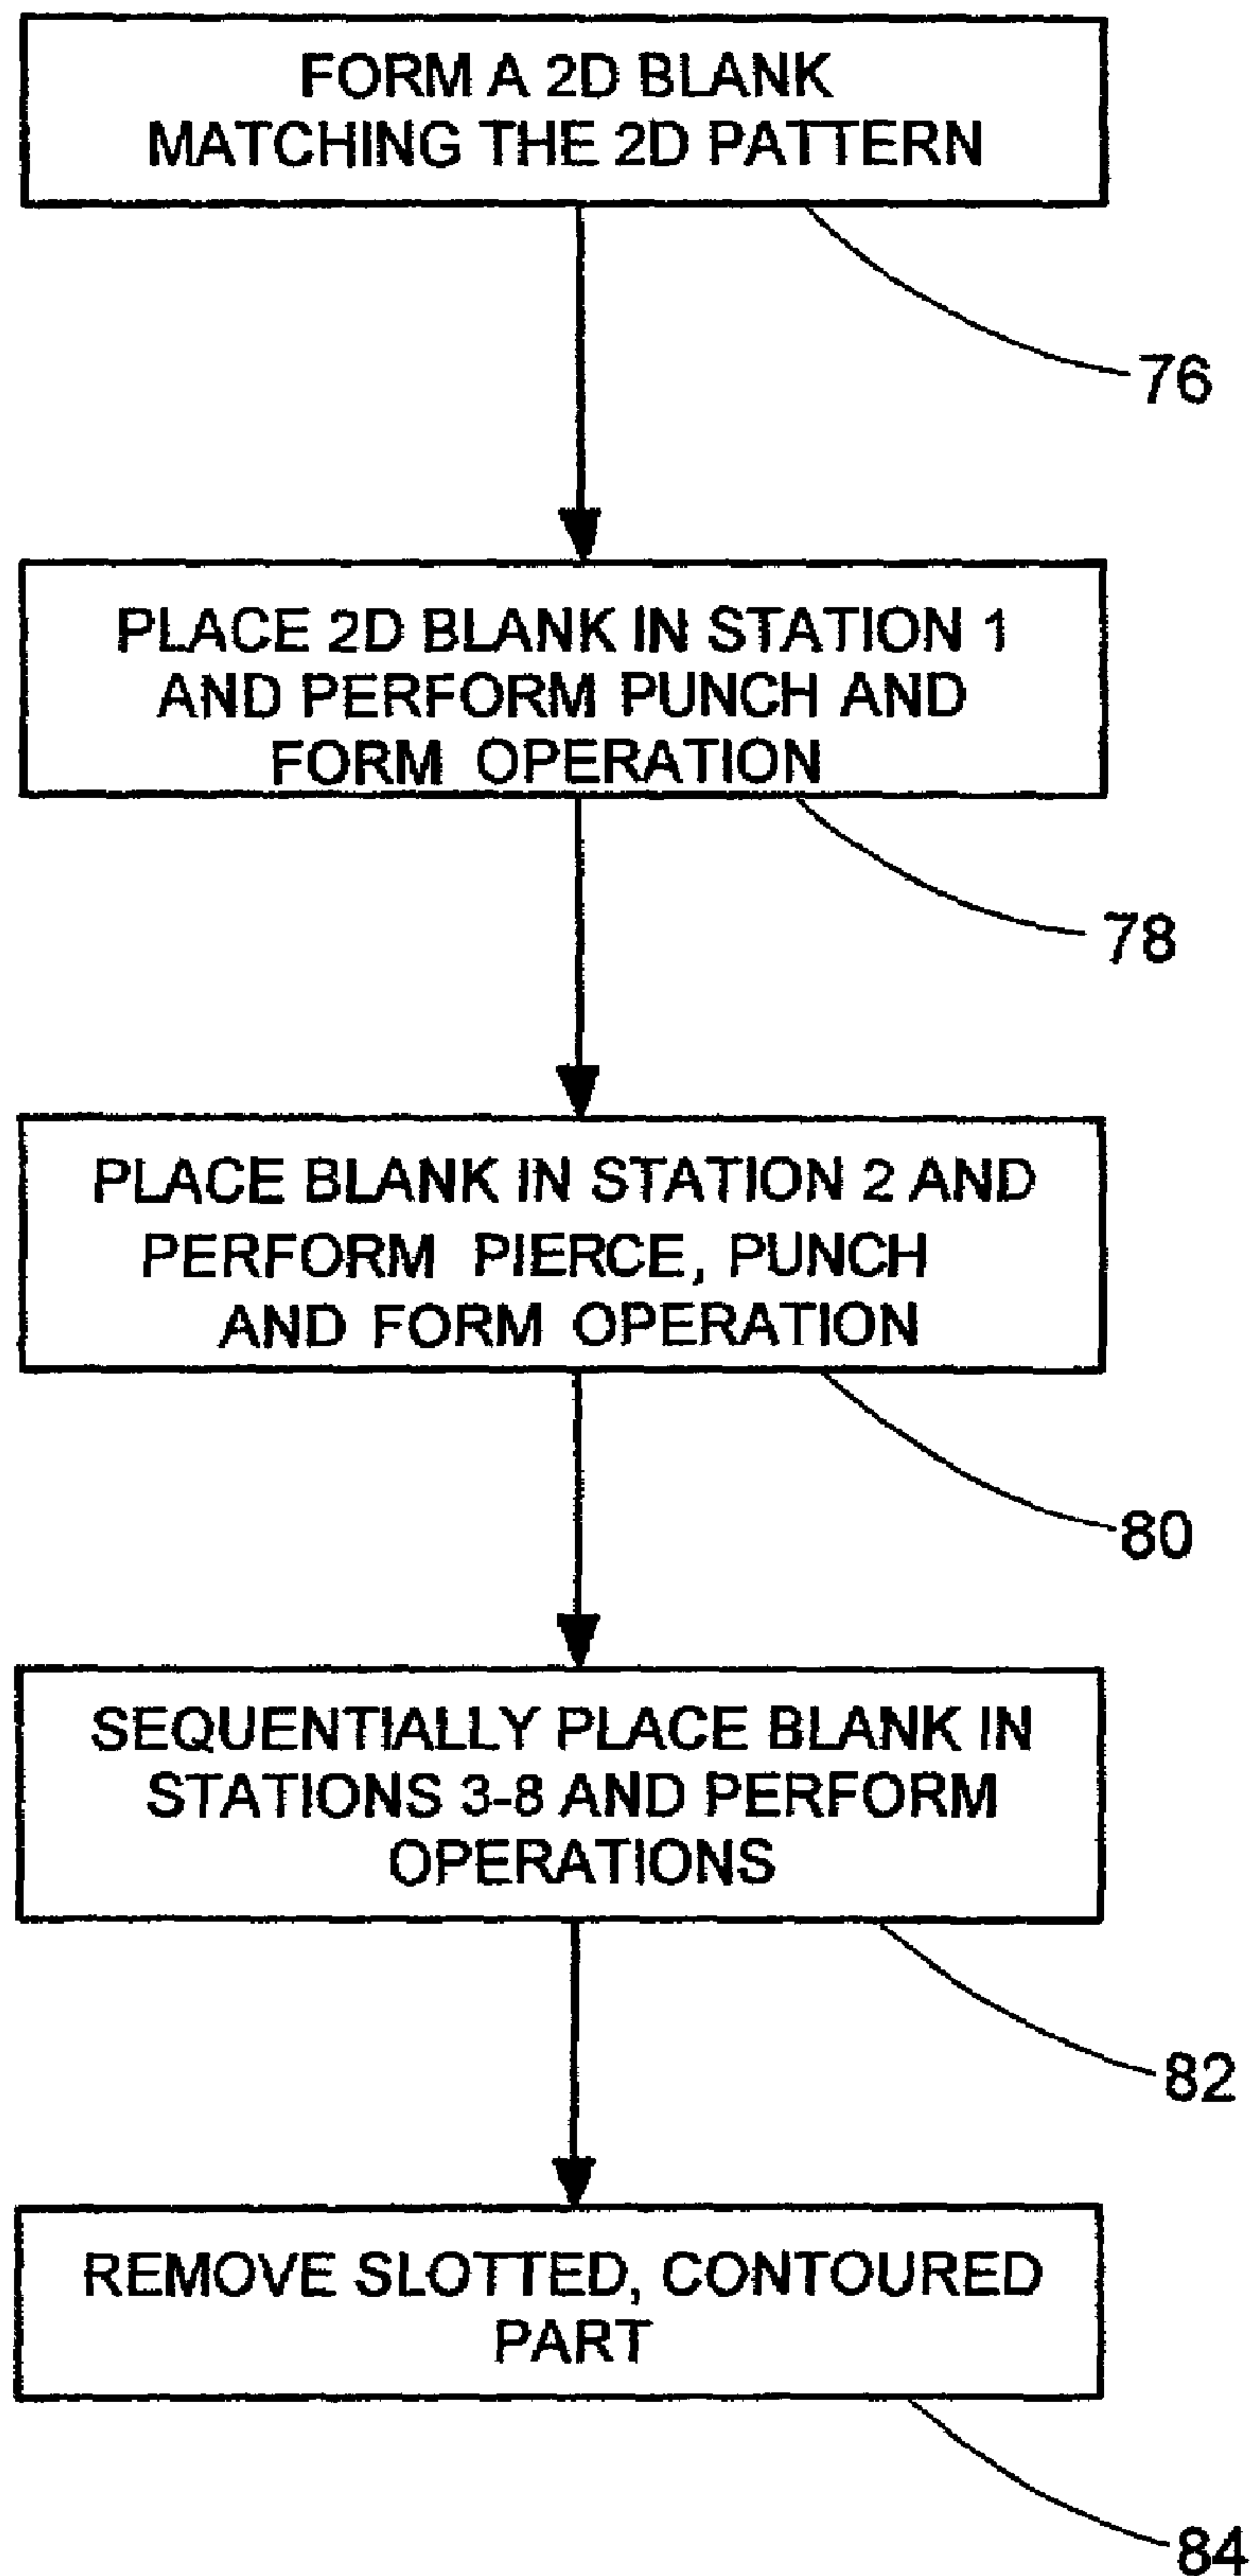 FORM A 2D BLANK
MATCHING THE 2D PATTERN
76
PLACE 2D BLANK IN STATION 1
AND PERFORM PUNCH AND
FORM OPERATION
78
PLACE BLANK IN STATION 2 AND
PERFORM PIERCE, PUNCH
AND FORM OPERATION
80
SEQUENTIALLY PLACE BLANK IN
STATIONS 3-8 AND PERFORM
OPERATIONS
82
REMOVE SLOTTED, CONTOURED
PART
84